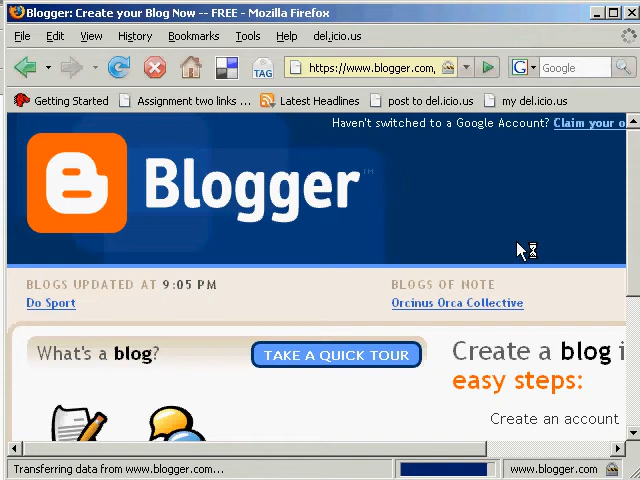 Blogger: Create your Blog Now -- FREE - Mozilla Firefox
File Edit View History Bookmarks Tools Help del.icio.us
TAG https://www.blogger.com, G Google
Getting Started Assignment two links ... Latest Headlines post to del.icio.us my del.icio.us
Haven't switched to a Google Account? Claim your o
Blogger™
BLOGS UPDATED AT 9:05 PM BLOGS OF NOTE
Do Sport Orcinus Orca Collective
What's a blog? TAKE A QUICK TOUR Create a blog i
easy steps:
Create an account
Transferring data from www.blogger.com... www.blogger.com